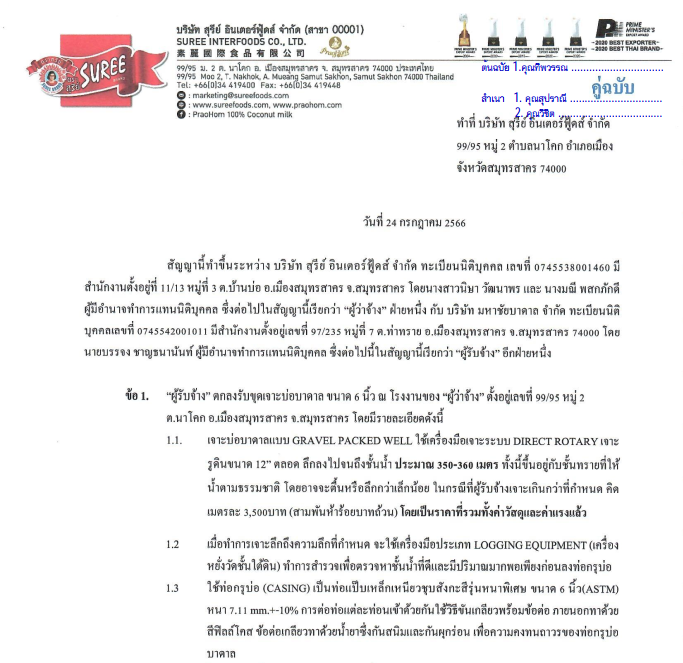 บริษัท สุรีย์ อินเตอร์ฟู้ดส์ จำกัด (สาขา 00001)
SUREE INTERFOODS CO., LTD.
素麗國際食品有限公司
99/95 ม. 2 ต. นาโคก อ. เมืองสมุทรสาคร จ. สมุทรสาคร 74000 ประเทศไทย
99/95 Moo 2, T. Nakhok, A. Mueang Samut Sakhon, Samut Sakhon 74000 Thailand
Tel: +66(0)34 419400 Fax: +66(0)34 419448
: marketing@sureefoods.com
: www.sureefoods.com, www.praohom.com
: PraoHom 100% Coconut milk
SUREE
PRIME
MINISTER'S
EXPORT AWARD
-2020 BEST EXPORTER-
-2020 BEST THAI BRAND-
ต้นฉบับ 1.คุณทิพวรรณ ........................
คู่ฉบับ
สำเนา 1. คุณสุปราณี ........................
2. คุณวิชิต ........................
ทำที่ บริษัท สุรีย์ อินเตอร์ฟู้ดส์ จำกัด
99/95 หมู่ 2 ตำบลนาโคก อำเภอเมือง
จังหวัดสมุทรสาคร 74000
วันที่ 24 กรกฎาคม 2566
สัญญานี้ทำขึ้นระหว่าง บริษัท สุรีย์ อินเตอร์ฟู้ดส์ จำกัด ทะเบียนนิติบุคคล เลขที่ 0745538001460 มี
สำนักงานตั้งอยู่ที่ 11/13 หมู่ที่ 3 ต.บ้านบ่อ อ.เมืองสมุทรสาคร จ.สมุทรสาคร โดยนางสาวนิษา วัฒนาพร และ นางมณี พสกภักดี
ผู้มีอำนาจการแทนนิติบุคคล ซึ่งต่อไปในสัญญานี้เรียกว่า "ผู้ว่าจ้าง" ฝ่ายหนึ่ง กับ บริษัท มหาชัยบาดาล จำกัด ทะเบียนนิติ
บุคคลเลขที่ 0745542001011 มีสำนักงานตั้งอยู่เลขที่ 97/235 หมู่ที่ 7 ต.ท่าทราย อ.เมืองสมุทรสาคร จ.สมุทรสาคร 74000 โดย
นายบรรจง ชาญธนานันท์ ผู้มีอำนาจทำการแทนนิติบุคคล ซึ่งต่อไปนี้ในสัญญานี้เรียกว่า "ผู้รับจ้าง" อีกฝ่ายหนึ่ง
ข้อ 1. "ผู้รับจ้าง" ตกลงรับขุดเจาะบ่อบาดาล ขนาด 6 นิ้ว ณ โรงงานของ "ผู้ว่าจ้าง" ตั้งอยู่เลขที่ 99/95 หมู่ 2
ต.นาโคก อ.เมืองสมุทรสาคร จ.สมุทรสาคร โดยมีรายละเอียดดังนี้
1.1. เจาะบ่อบาดาลแบบ GRAVEL PACKED WELL ใช้เครื่องมือเจาะระบบ DIRECT ROTARY เจาะ
รูดินขนาด 12" ตลอด ลึกลงไปจนถึงชั้นน้ำ ประมาณ 350-360 เมตร ทั้งนี้ขึ้นอยู่กับชั้นทรายที่ให้
น้ำตามธรรมชาติ โดยอาจจะตื้นหรือลึกกว่าเล็กน้อย ในกรณีที่ผู้รับจ้างเจาะเกินกว่าที่กำหนด คิด
เมตรละ 3,500บาท (สามพันห้าร้อยบาทถ้วน) โดยเป็นราคาที่รวมทั้งค่าวัสดุและค่าแรงแล้ว
1.2 เมื่อทำการเจาะลึกถึงความลึกที่กำหนด จะใช้เครื่องมือประเภท LOGGING EQUIPMENT (เครื่อง
หยั่งวัดชั้นใต้ดิน) ทำการสำรวจเพื่อตรวจหาชั้นน้ำที่ดีและมีปริมาณมากพอเพียงก่อนลงท่อกรุบ่อ
1.3 ใช้ท่อกรุบ่อ (CASING) เป็นท่อแป๊บเหล็กเหนียวชุบสังกะสีรุ่นหนาพิเศษ ขนาด 6 นิ้ว(ASTM)
หนา 7.11 mm.+-10% การต่อท่อแต่ละท่อนเข้าด้วยกันใช้วิธีขันเกลียวพร้อมข้อต่อ ภายนอกทาด้วย
สีฟิลล์โคส ข้อต่อเกลียวทาด้วยน้ำยาซึ่งกันสนิมและกันผุกร่อน เพื่อความคงทนถาวรของท่อกรุบ่อ
บาดาล